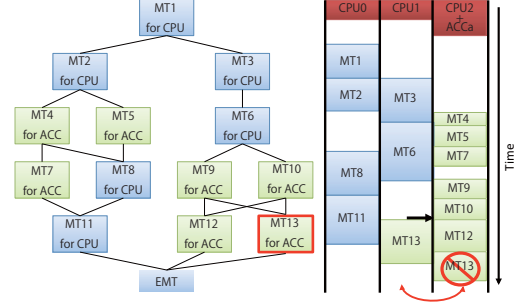 MT1
for CPU
MT2
for CPU
MT3
for CPU
MT4
for ACC
MT5
for ACC
MT6
for CPU
MT7
for ACC
MT8
for CPU
MT9
for ACC
MT10
for ACC
MT11
for CPU
MT12
for ACC
MT13
for ACC
EMT
CPU0
CPU1
CPU2
+
ACCa
MT1
MT2
MT8
MT11
MT3
MT6
MT13
MT4
MT5
MT7
MT9
MT10
MT12
MT13
Time